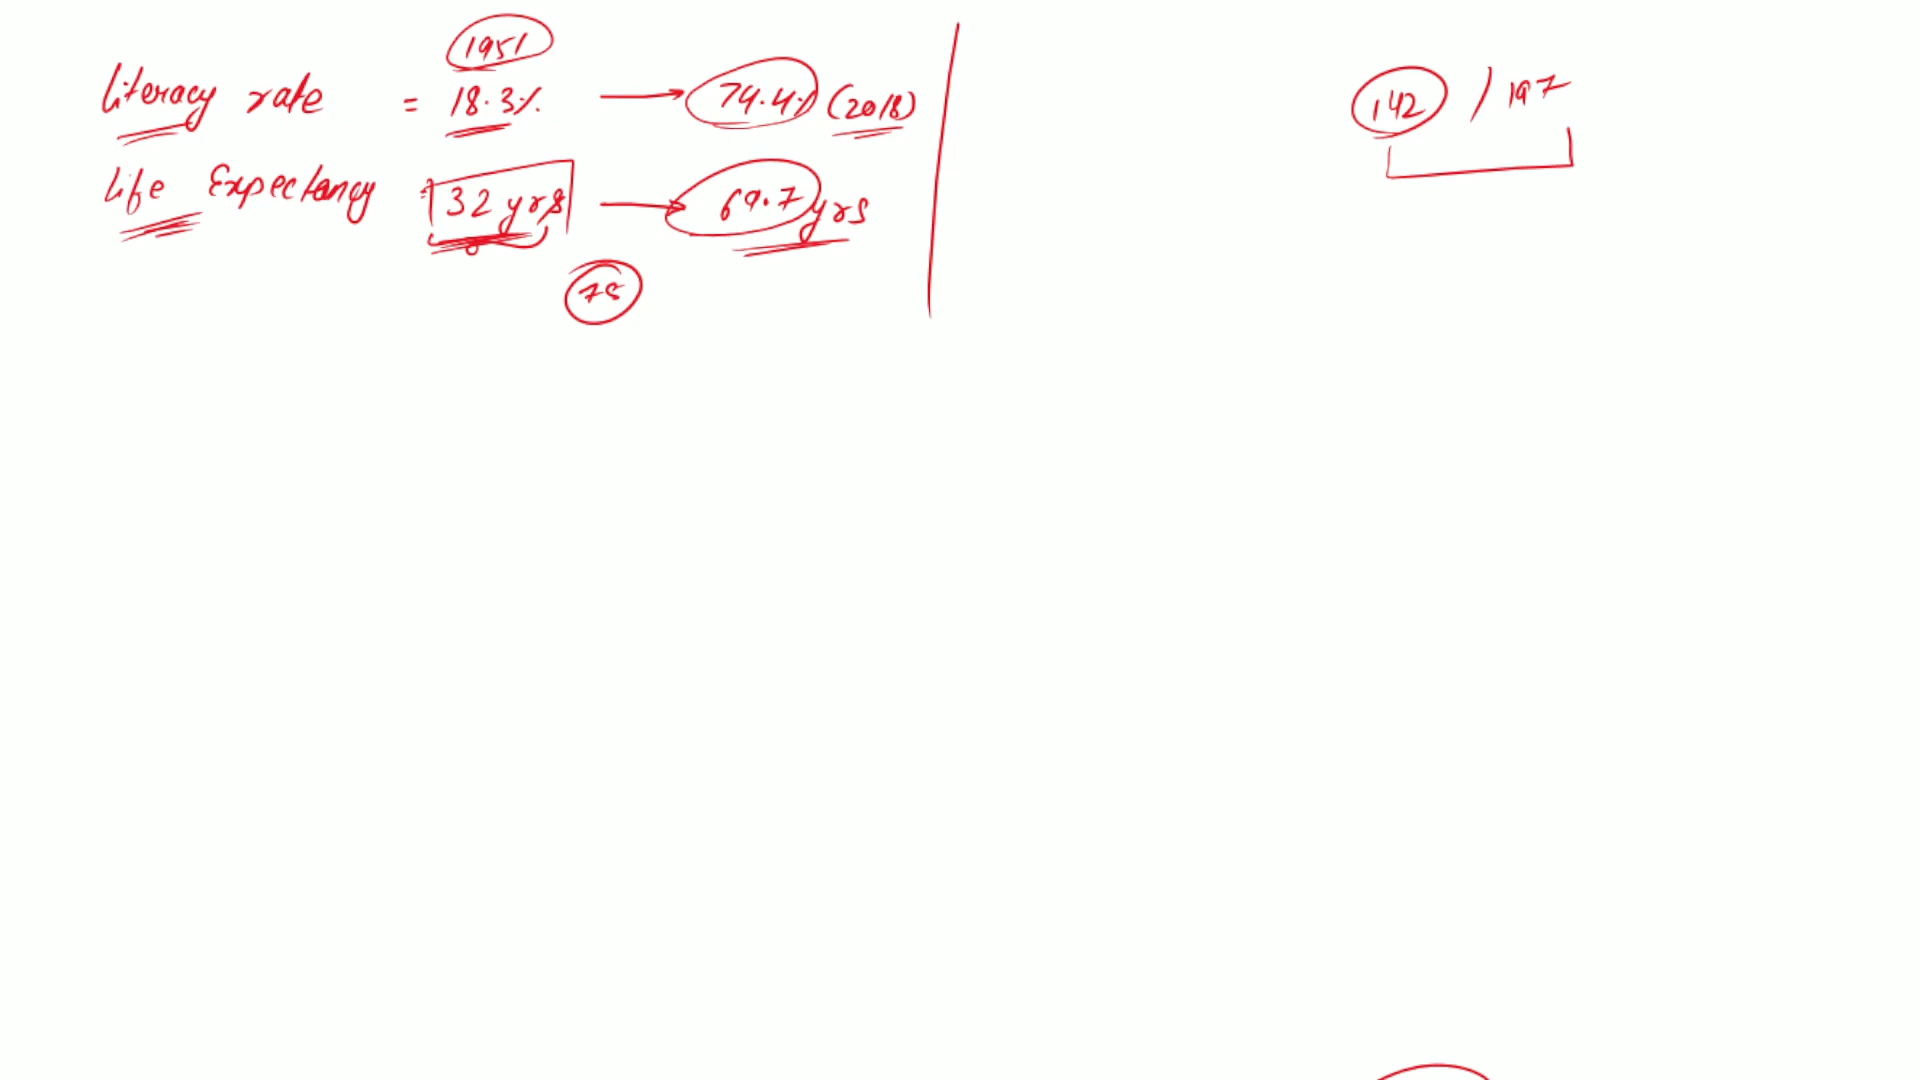 1951
Literacy rate = 18.3% → 74.4% (2018)
Life Expectancy = 32 yrs → 69.7 yrs
75
142 / 197